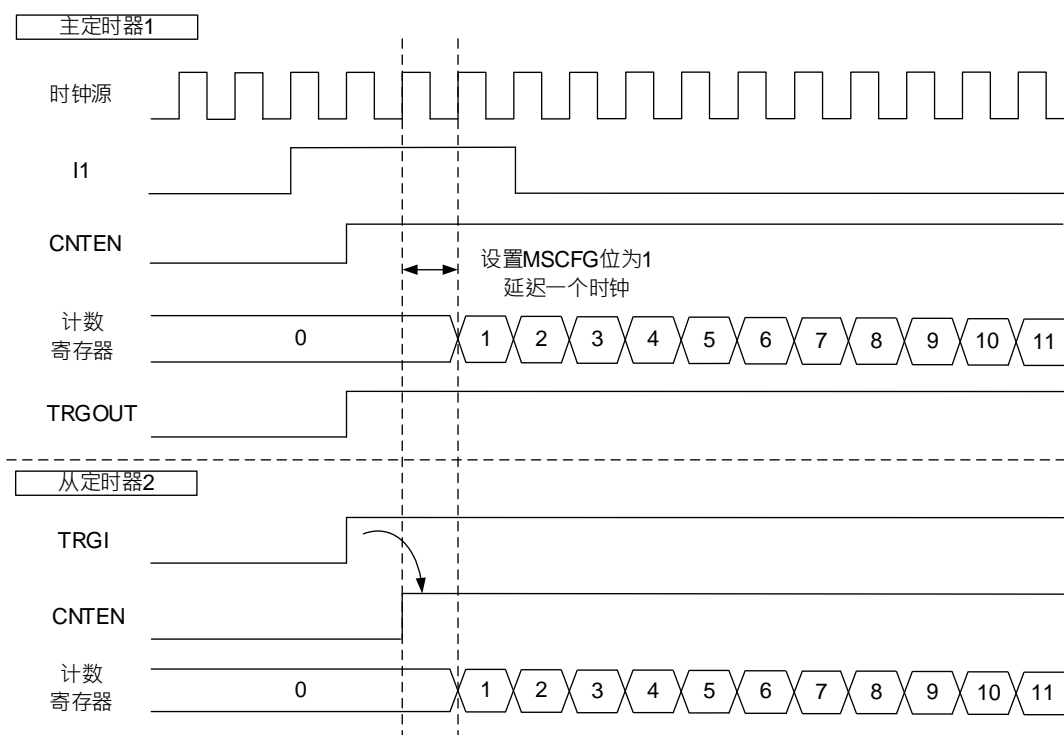 主定时器1
时钟源
I1
CNTEN
设置MSCFG位为1
延迟一个时钟
计数
寄存器
0 1 2 3 4 5 6 7 8 9 10 11
TRGOUT
从定时器2
TRGI
CNTEN
计数
寄存器
0 1 2 3 4 5 6 7 8 9 10 11